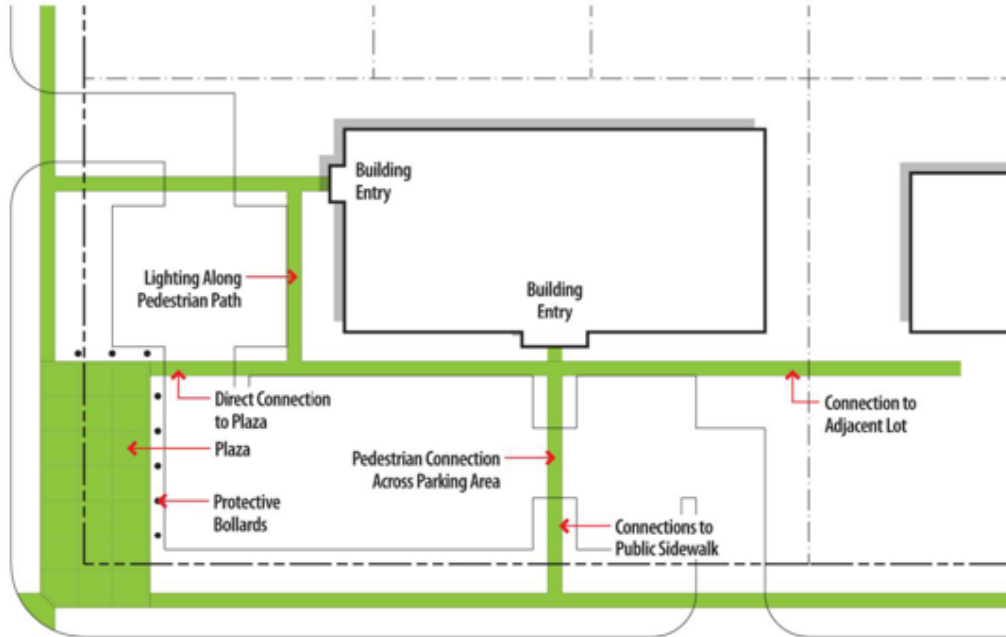 Building
Entry
Lighting Along
Pedestrian Path
Building
Entry
Direct Connection
to Plaza
Connection to
Adjacent Lot
Plaza
Pedestrian Connection
Across Parking Area
Protective
Bollards
Connections to
Public Sidewalk